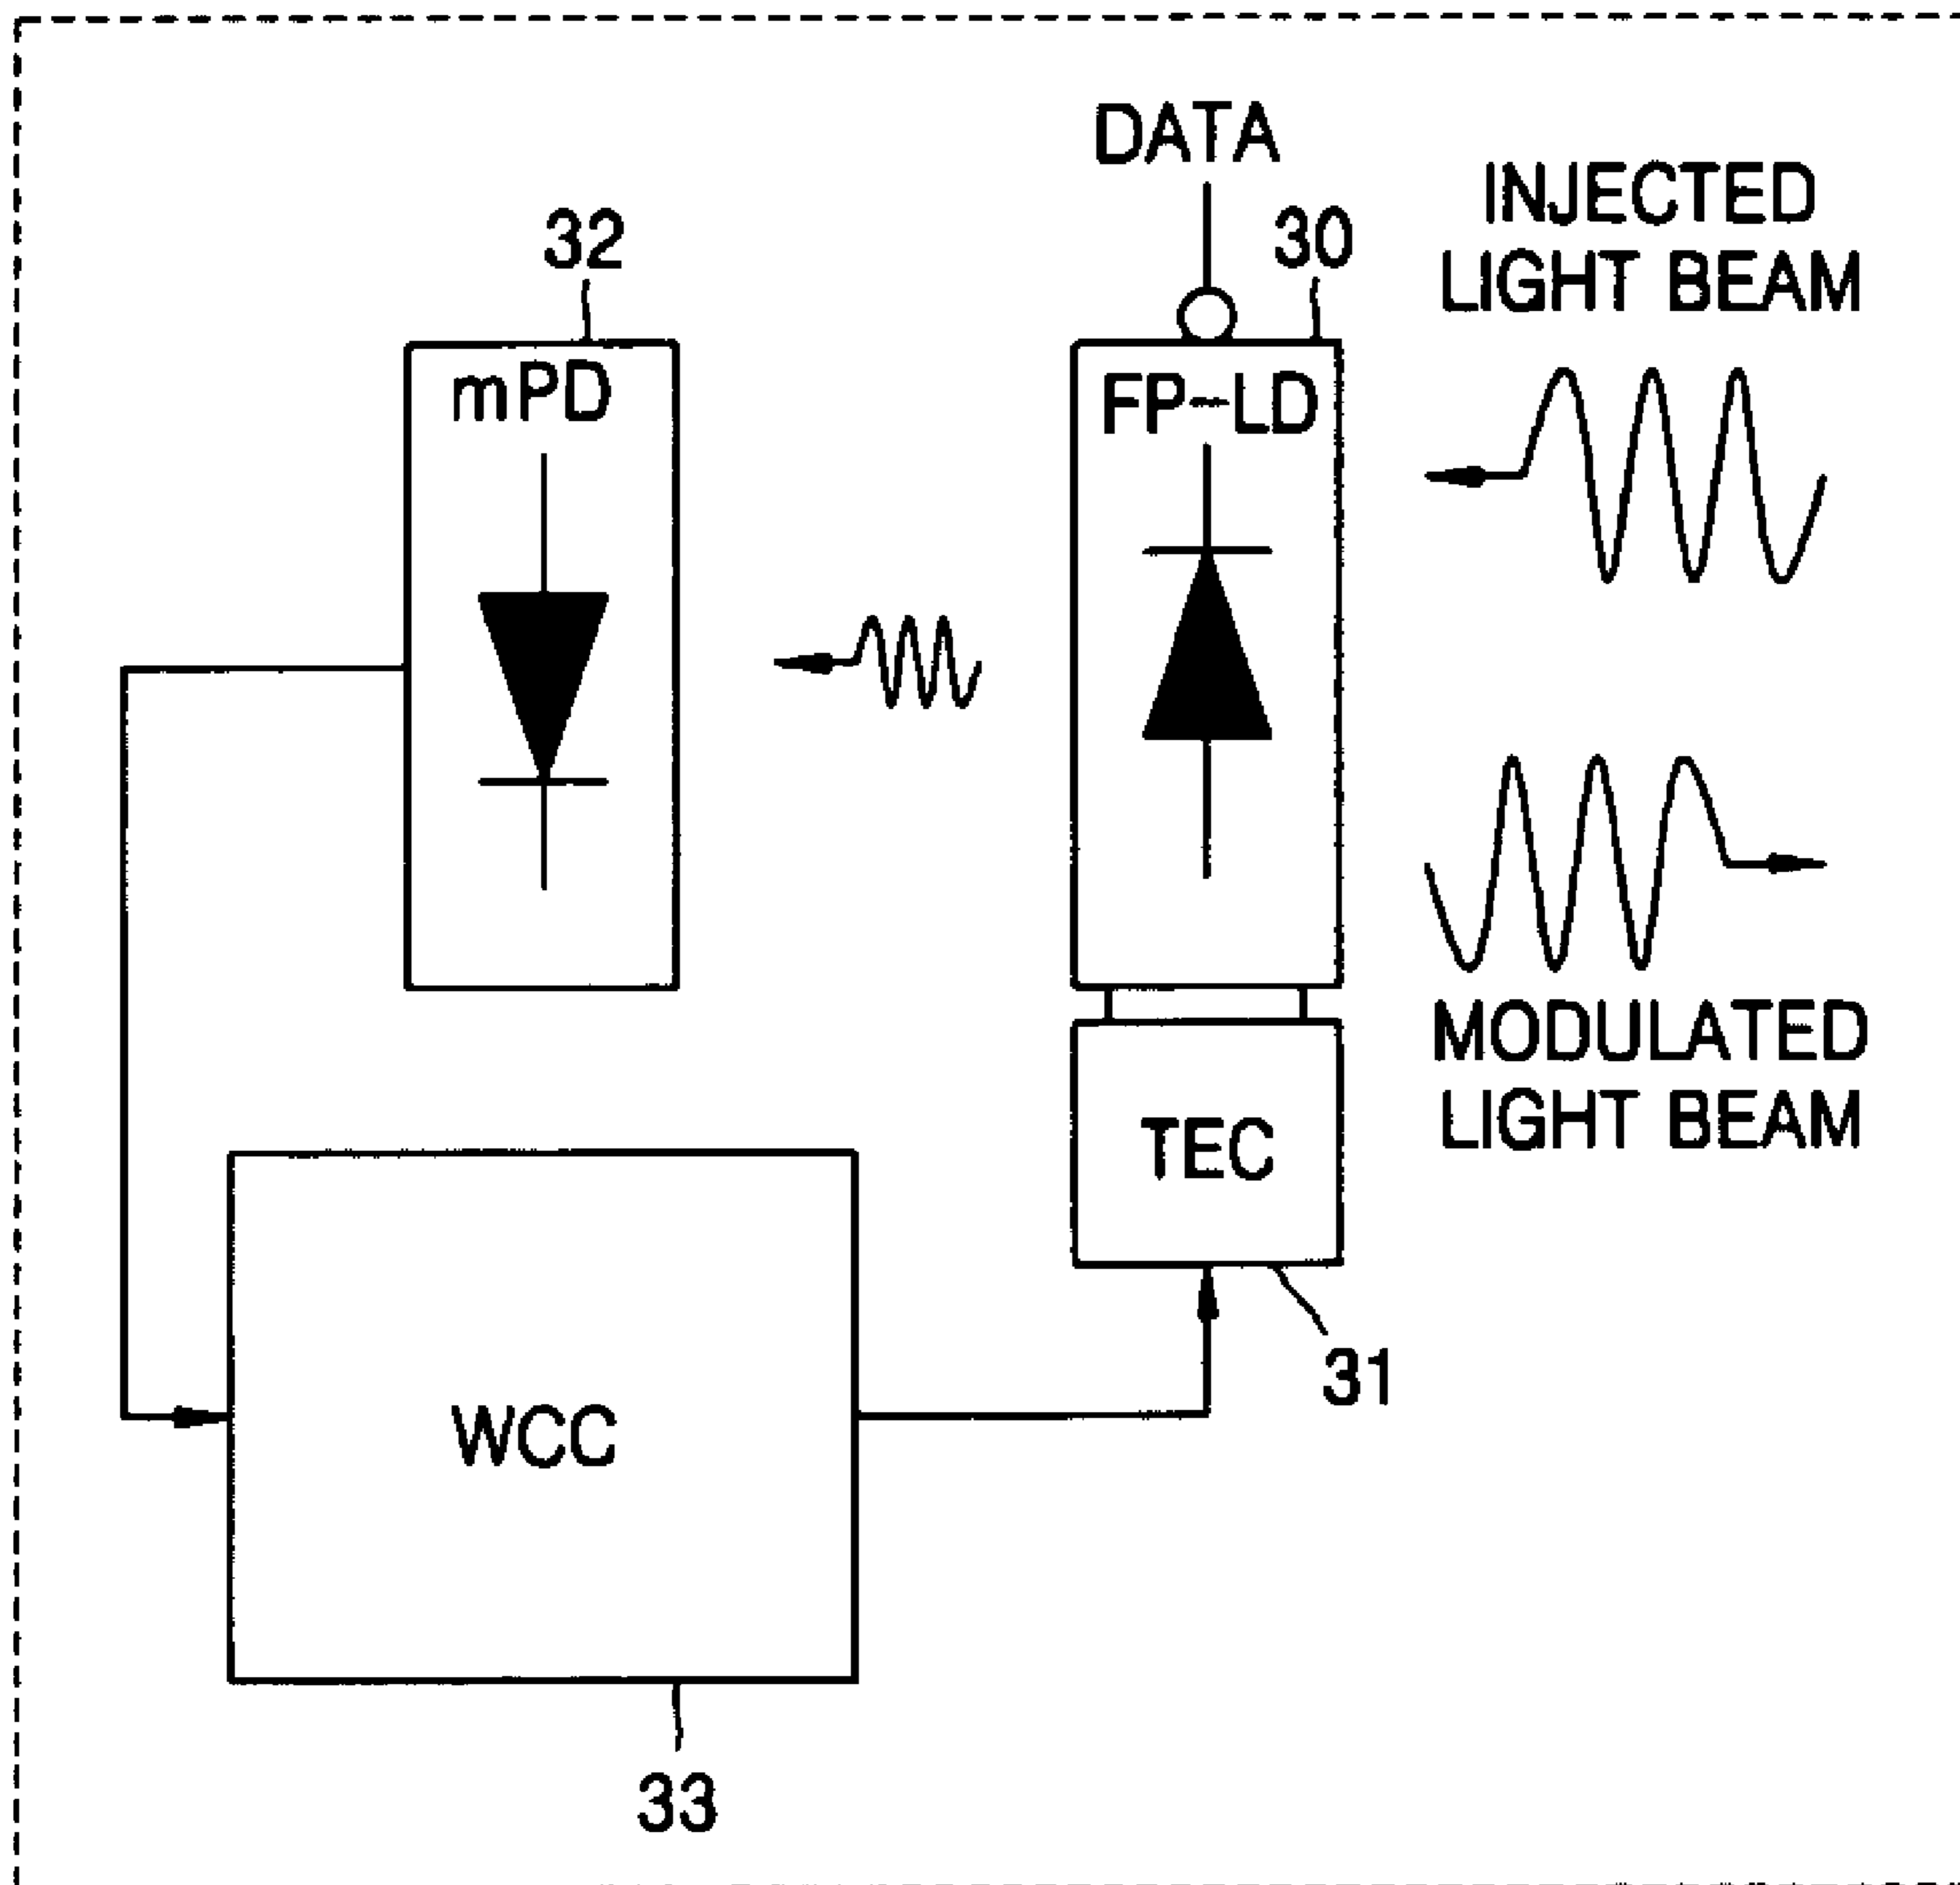 DATA
INJECTED
LIGHT BEAM
32
30
mPD
FP-LD
MODULATED
LIGHT BEAM
TEC
31
WCC
33